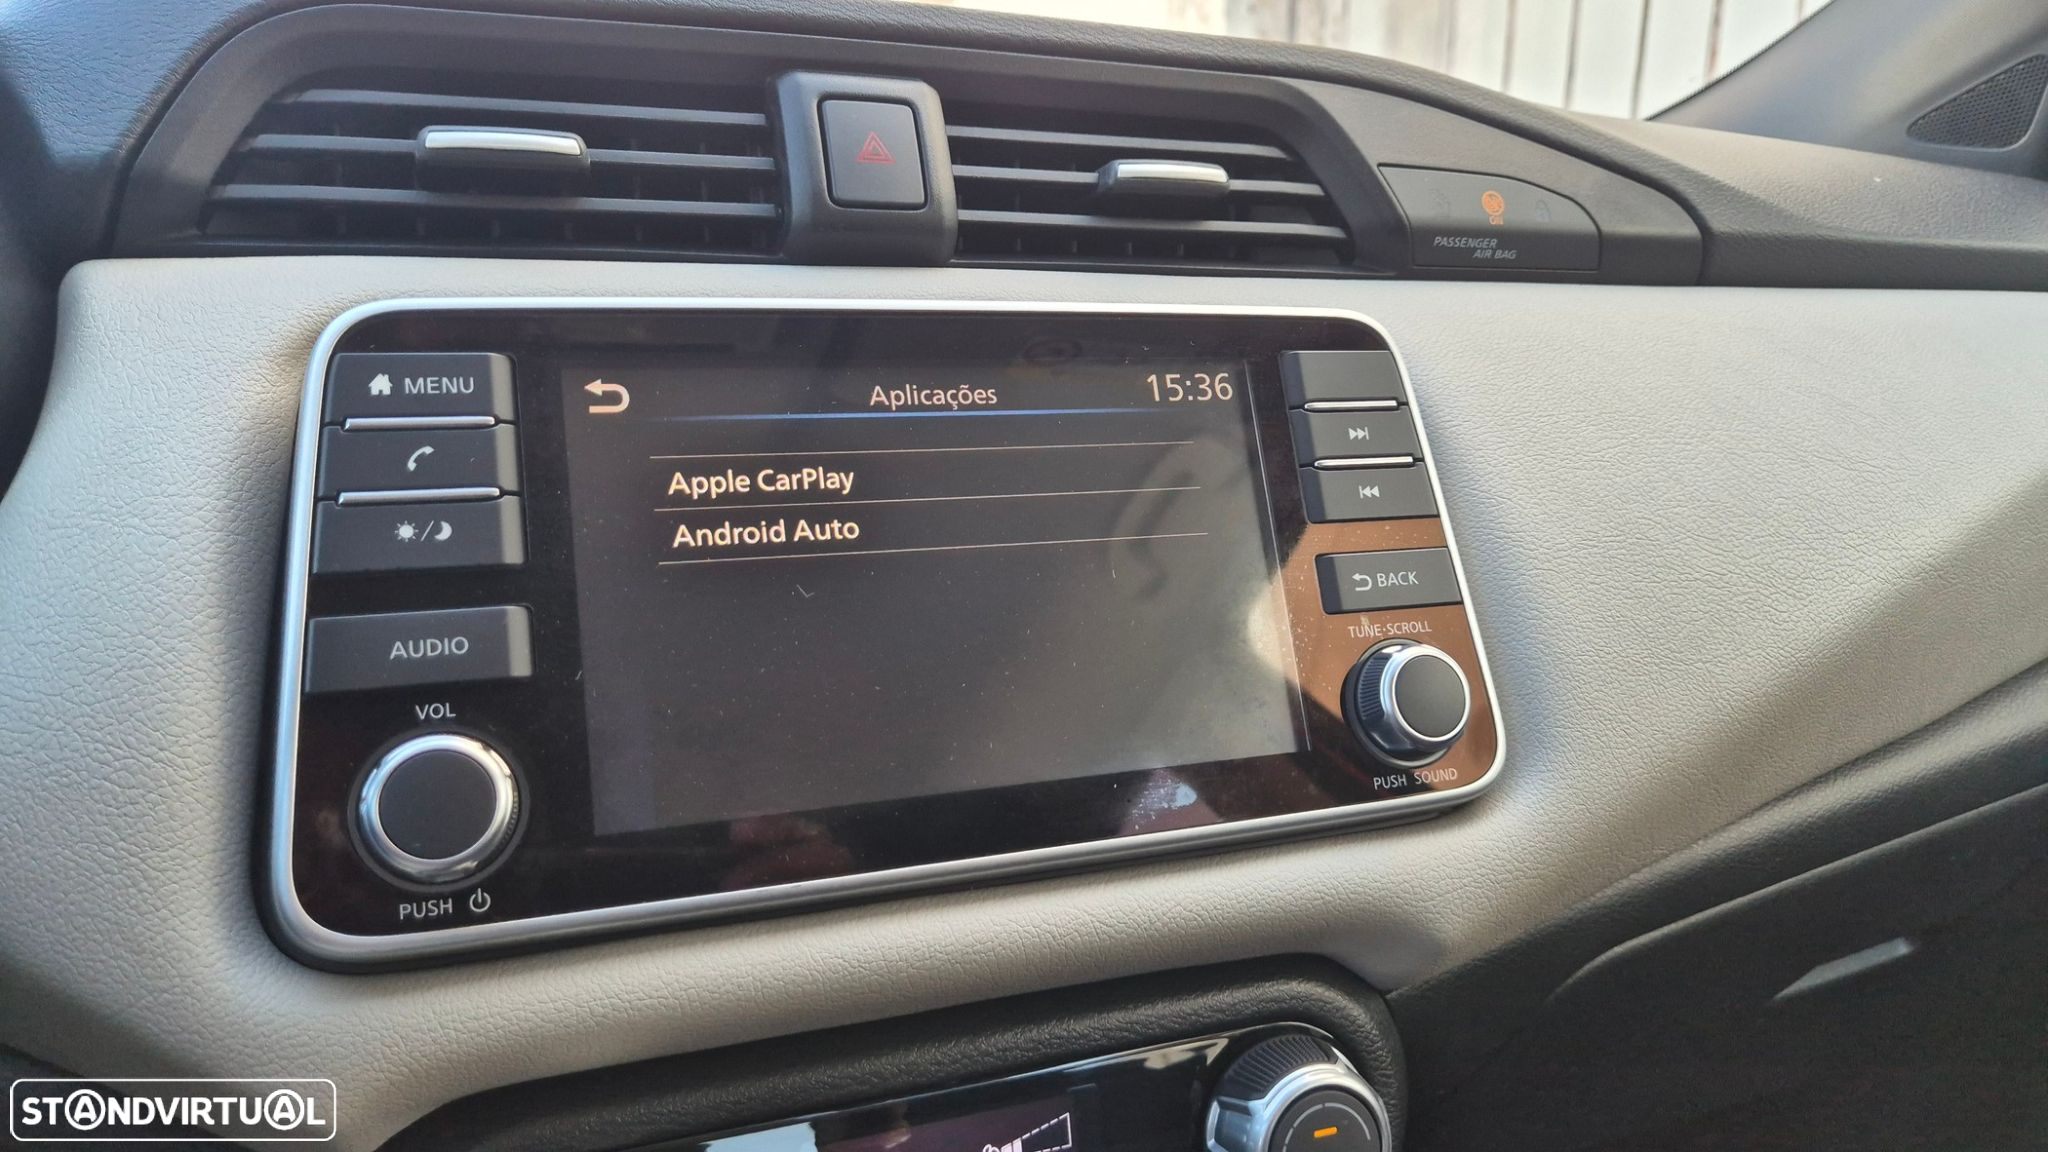 PASSENGER
AIR BAG
MENU
Aplicações
15:36
Apple CarPlay
Android Auto
AUDIO
VOL
PUSH
BACK
TUNE·SCROLL
PUSH SOUND
STANDVIRTUAL